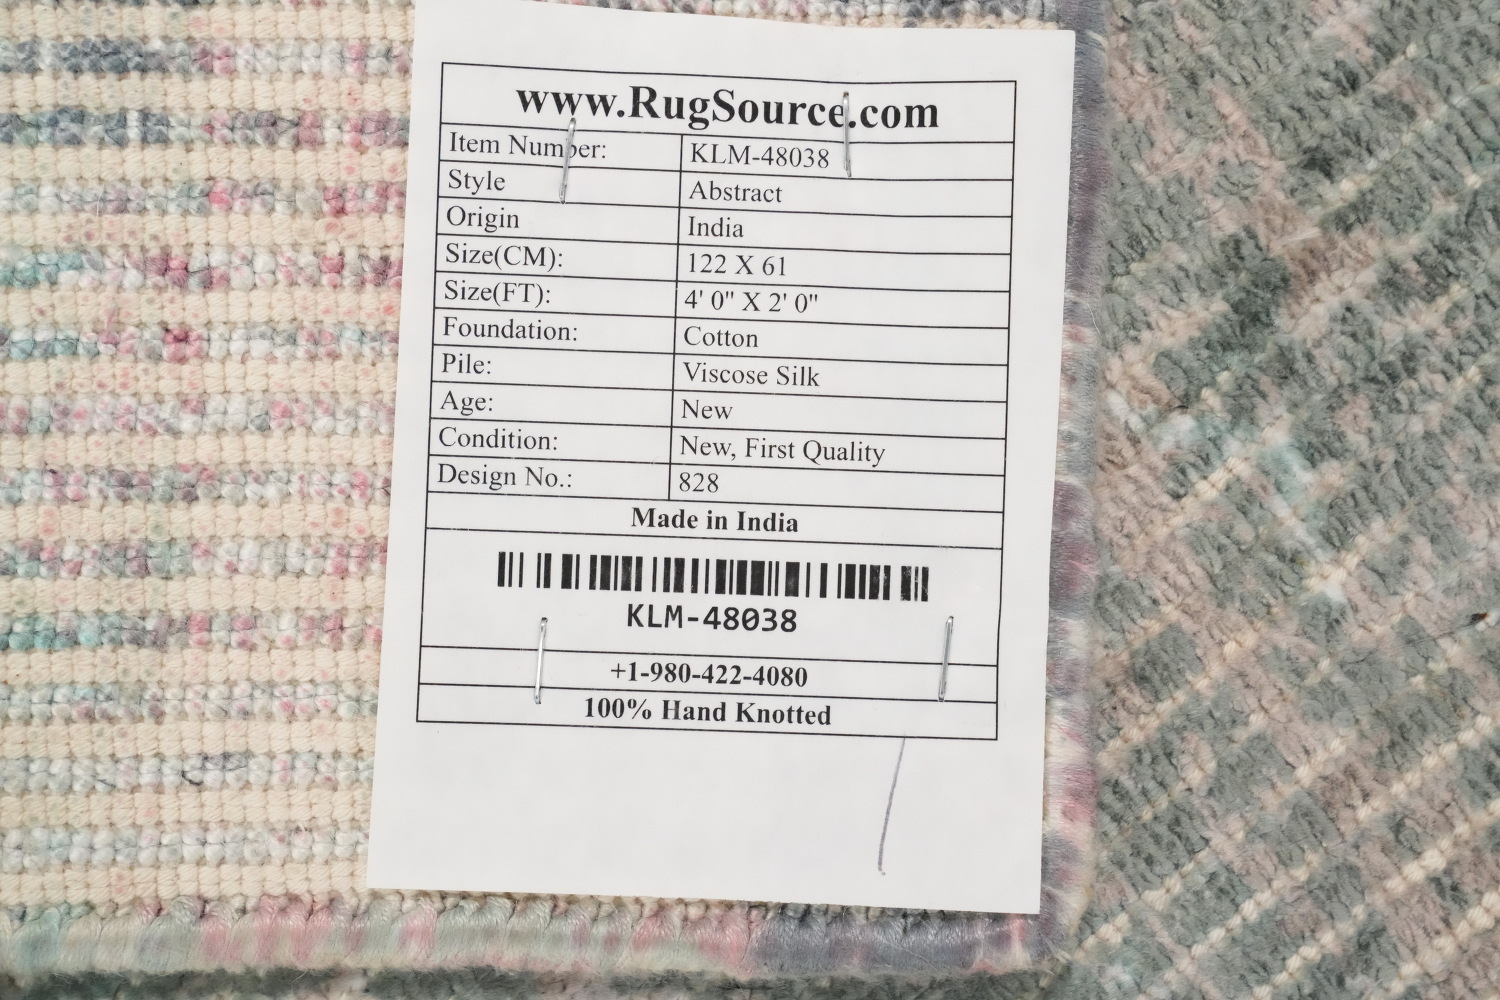 www.RugSource.com
Item Number: KLM-48038
Style Abstract
Origin India
Size(CM): 122 X 61
Size(FT): 4' 0" X 2' 0"
Foundation: Cotton
Pile: Viscose Silk
Age: New
Condition: New, First Quality
Design No.: 828
Made in India
KLM-48038
+1-980-422-4080
100% Hand Knotted